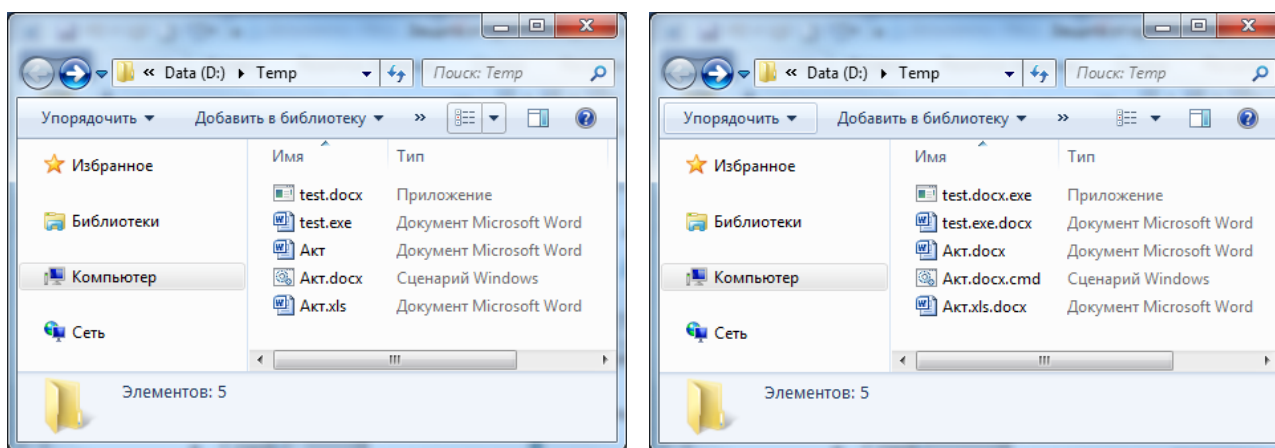 « Data (D:) ▸ Temp
Поиск: Temp
Упорядочить ▾ Добавить в библиотеку ▾ »
Избранное
Библиотеки
Компьютер
Сеть
Имя Тип
test.docx Приложение
test.exe Документ Microsoft Word
Акт Документ Microsoft Word
Акт.docx Сценарий Windows
Акт.xls Документ Microsoft Word
Элементов: 5
« Data (D:) ▸ Temp
Поиск: Temp
Упорядочить ▾ Добавить в библиотеку ▾ »
Избранное
Библиотеки
Компьютер
Сеть
Имя Тип
test.docx.exe Приложение
test.exe.docx Документ Microsoft Word
Акт.docx Документ Microsoft Word
Акт.docx.cmd Сценарий Windows
Акт.xls.docx Документ Microsoft Word
Элементов: 5